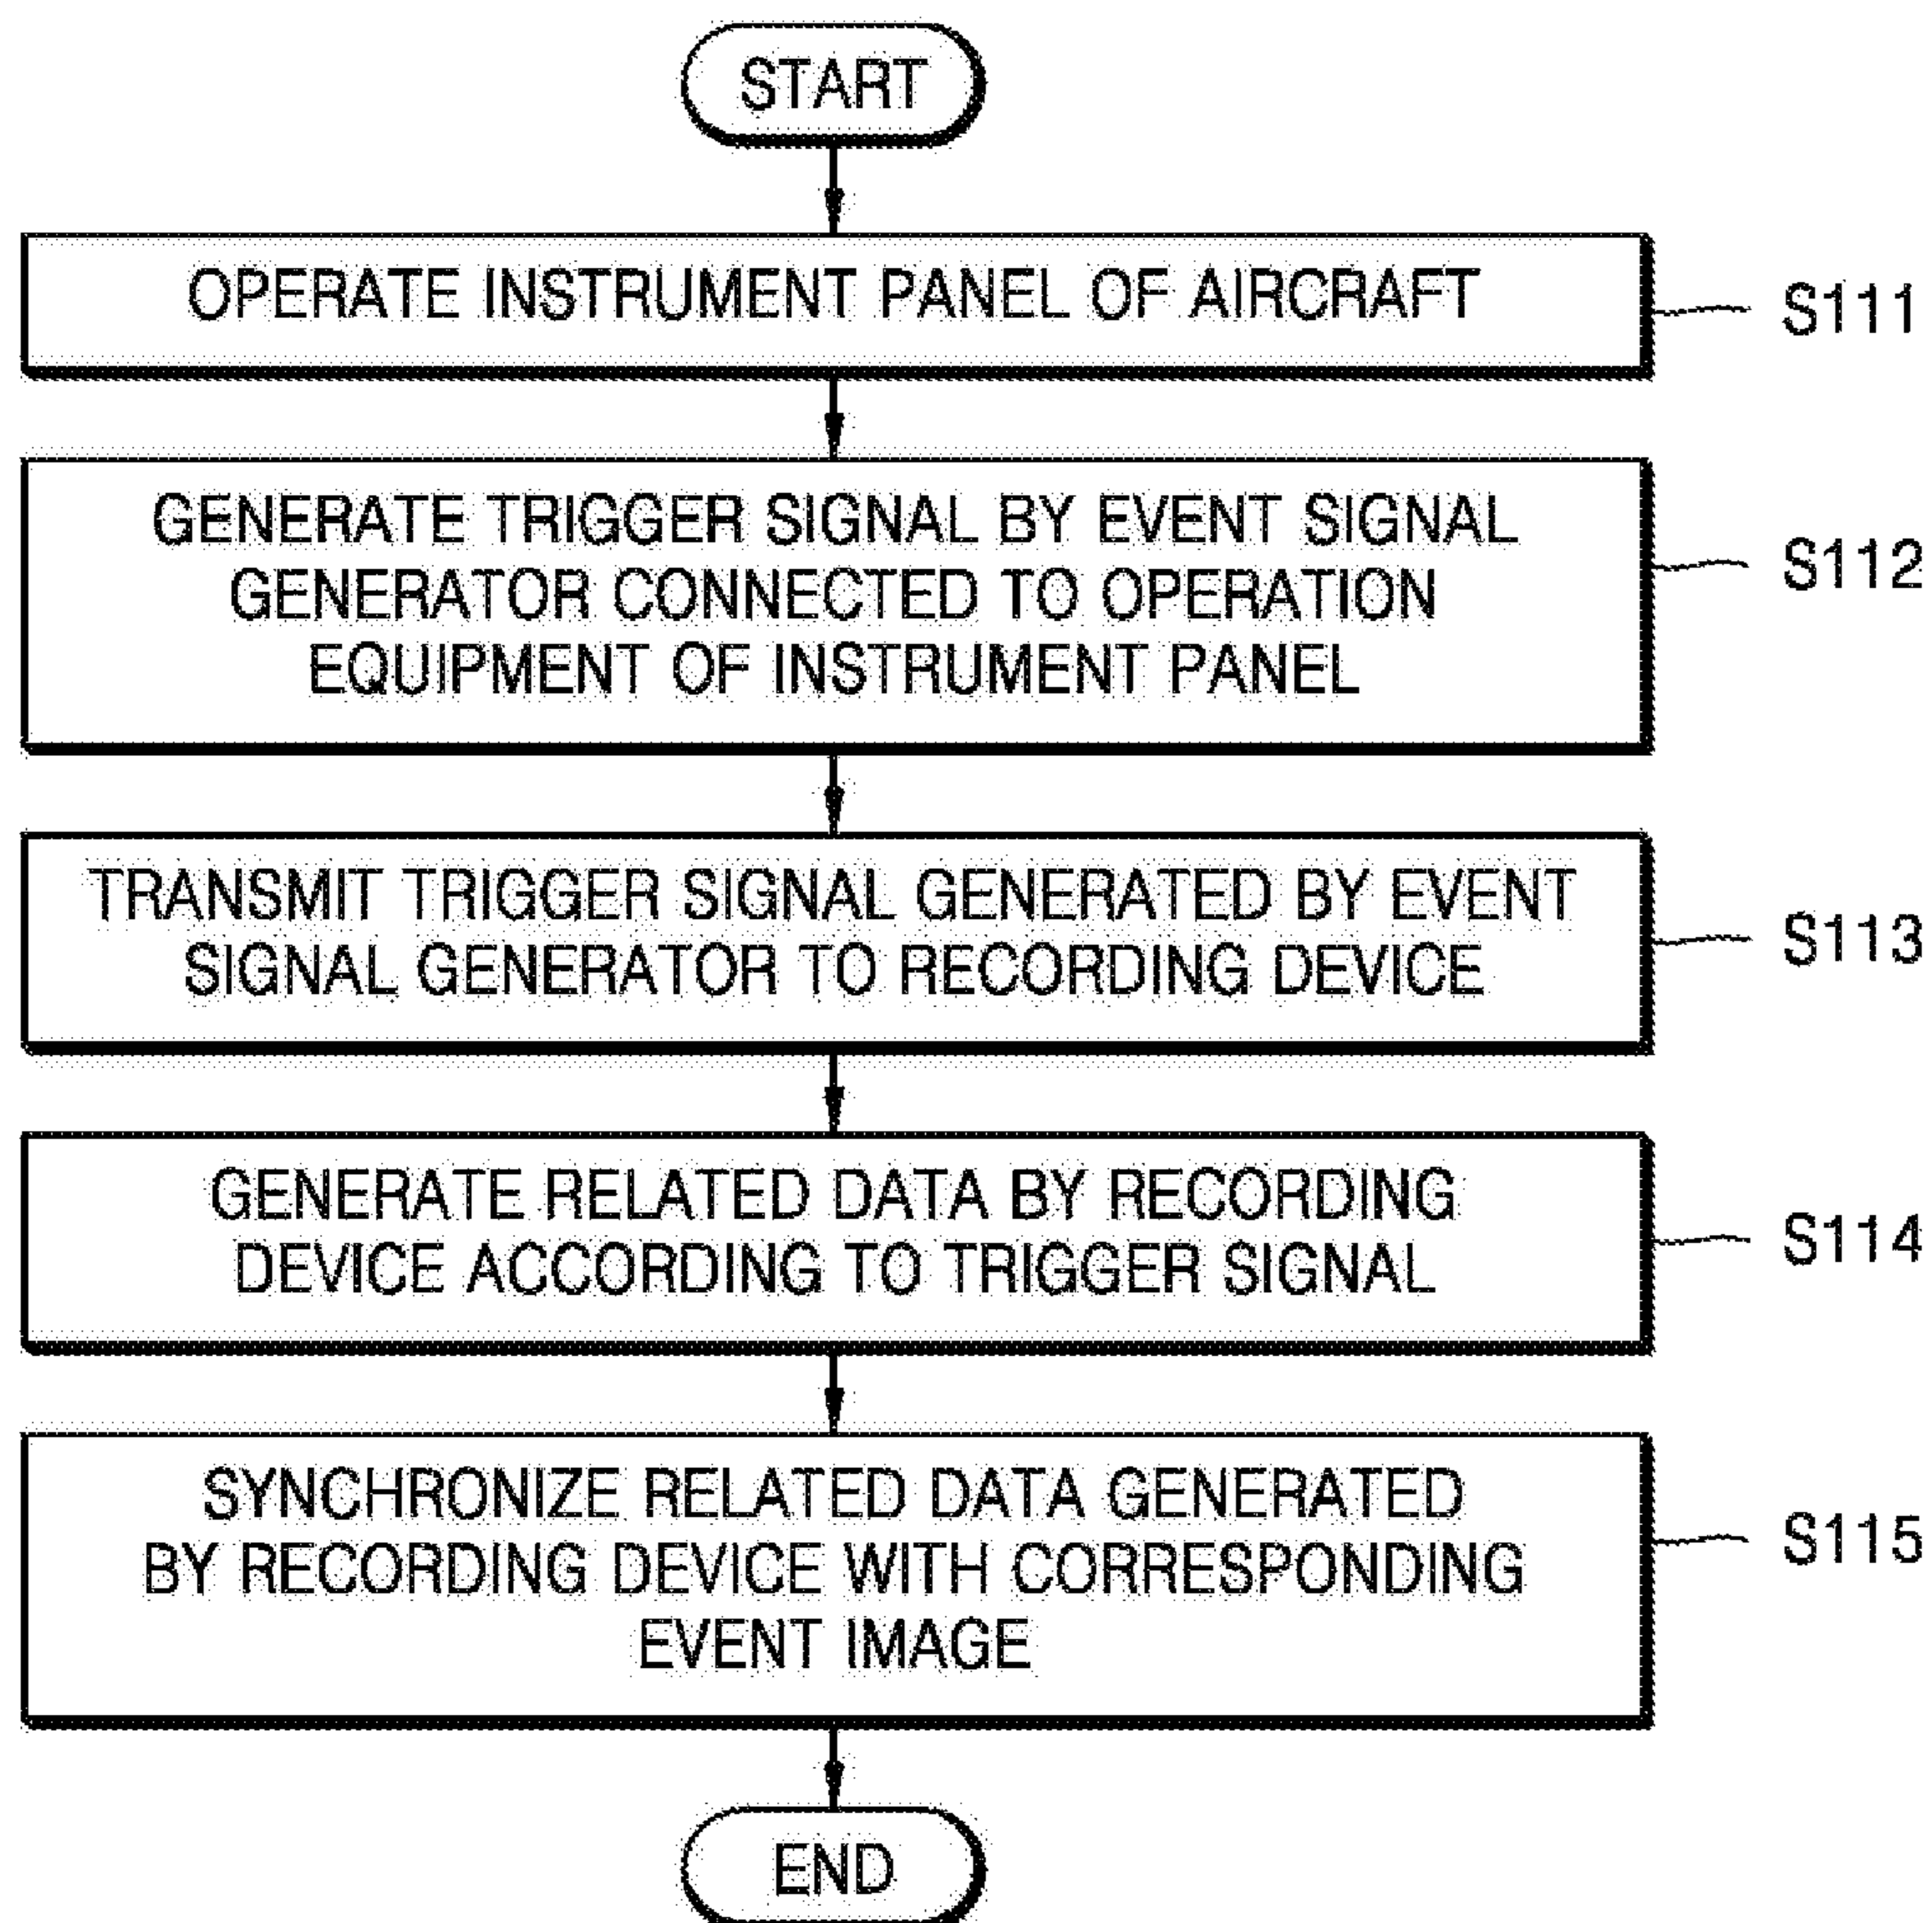 START
OPERATE INSTRUMENT PANEL OF AIRCRAFT
S111
GENERATE TRIGGER SIGNAL BY EVENT SIGNAL
GENERATOR CONNECTED TO OPERATION
EQUIPMENT OF INSTRUMENT PANEL
S112
TRANSMIT TRIGGER SIGNAL GENERATED BY EVENT
SIGNAL GENERATOR TO RECORDING DEVICE
S113
GENERATE RELATED DATA BY RECORDING
DEVICE ACCORDING TO TRIGGER SIGNAL
S114
SYNCHRONIZE RELATED DATA GENERATED
BY RECORDING DEVICE WITH CORRESPONDING
EVENT IMAGE
S115
END